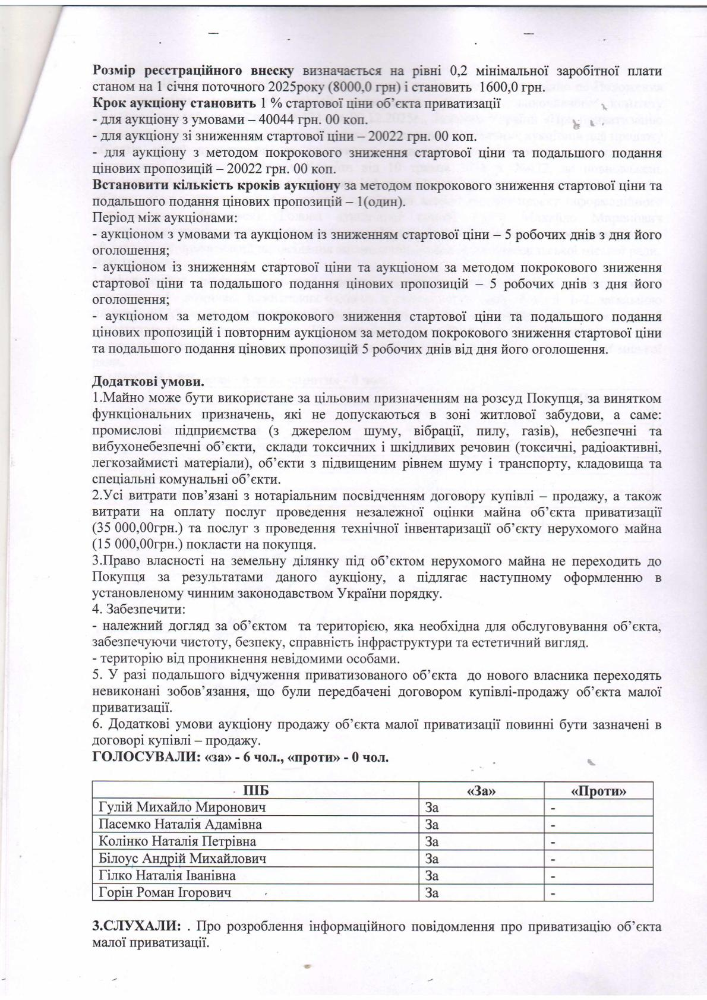 Розмір реєстраційного внеску визначається на рівні 0,2 мінімальної заробітної плати
станом на 1 січня поточного 2025року (8000,0 грн) і становить 1600,0 грн.
Крок аукціону становить 1 % стартової ціни об’єкта приватизації
- для аукціону з умовами – 40044 грн. 00 коп.
- для аукціону зі зниженням стартової ціни – 20022 грн. 00 коп.
- для аукціону з методом покрокового зниження стартової ціни та подальшого подання
цінових пропозицій – 20022 грн. 00 коп.
Встановити кількість кроків аукціону за методом покрокового зниження стартової ціни та
подальшого подання цінових пропозицій – 1(один).
Період між аукціонами:
- аукціоном з умовами та аукціоном із зниженням стартової ціни – 5 робочих днів з дня його
оголошення;
- аукціоном із зниженням стартової ціни та аукціоном за методом покрокового зниження
стартової ціни та подальшого подання цінових пропозицій – 5 робочих днів з дня його
оголошення;
- аукціоном за методом покрокового зниження стартової ціни та подальшого подання
цінових пропозицій і повторним аукціоном за методом покрокового зниження стартової ціни
та подальшого подання цінових пропозицій 5 робочих днів від дня його оголошення.
Додаткові умови.
1.Майно може бути використане за цільовим призначенням на розсуд Покупця, за винятком
функціональних призначень, які не допускаються в зоні житлової забудови, а саме:
промислові підприємства (з джерелом шуму, вібрації, пилу, газів), небезпечні та
вибухонебезпечні об’єкти, склади токсичних і шкідливих речовин (токсичні, радіоактивні,
легкозаймисті матеріали), об’єкти з підвищеним рівнем шуму і транспорту, кладовища та
спеціальні комунальні об’єкти.
2.Усі витрати пов’язані з нотаріальним посвідченням договору купівлі – продажу, а також
витрати на оплату послуг проведення незалежної оцінки майна об’єкта приватизації
(35 000,00грн.) та послуг з проведення технічної інвентаризації об’єкту нерухомого майна
(15 000,00грн.) покласти на покупця.
3.Право власності на земельну ділянку під об’єктом нерухомого майна не переходить до
Покупця за результатами даного аукціону, а підлягає наступному оформленню в
установленому чинним законодавством України порядку.
4. Забезпечити:
- належний догляд за об’єктом та територією, яка необхідна для обслуговування об’єкта,
забезпечуючи чистоту, безпеку, справність інфраструктури та естетичний вигляд.
- територію від проникнення невідомими особами.
5. У разі подальшого відчуження приватизованого об’єкта до нового власника переходять
невиконані зобов’язання, що були передбачені договором купівлі-продажу об’єкта малої
приватизації.
6. Додаткові умови аукціону продажу об’єкта малої приватизації повинні бути зазначені в
договорі купівлі – продажу.
ГОЛОСУВАЛИ: «за» - 6 чол., «проти» - 0 чол.
ПІБ «За» «Проти»
Гулій Михайло Миронович За -
Пасемко Наталія Адамівна За -
Колінко Наталія Петрівна За -
Білоус Андрій Михайлович За -
Гілко Наталія Іванівна За -
Горін Роман Ігорович За -
3.СЛУХАЛИ: . Про розроблення інформаційного повідомлення про приватизацію об’єкта
малої приватизації.